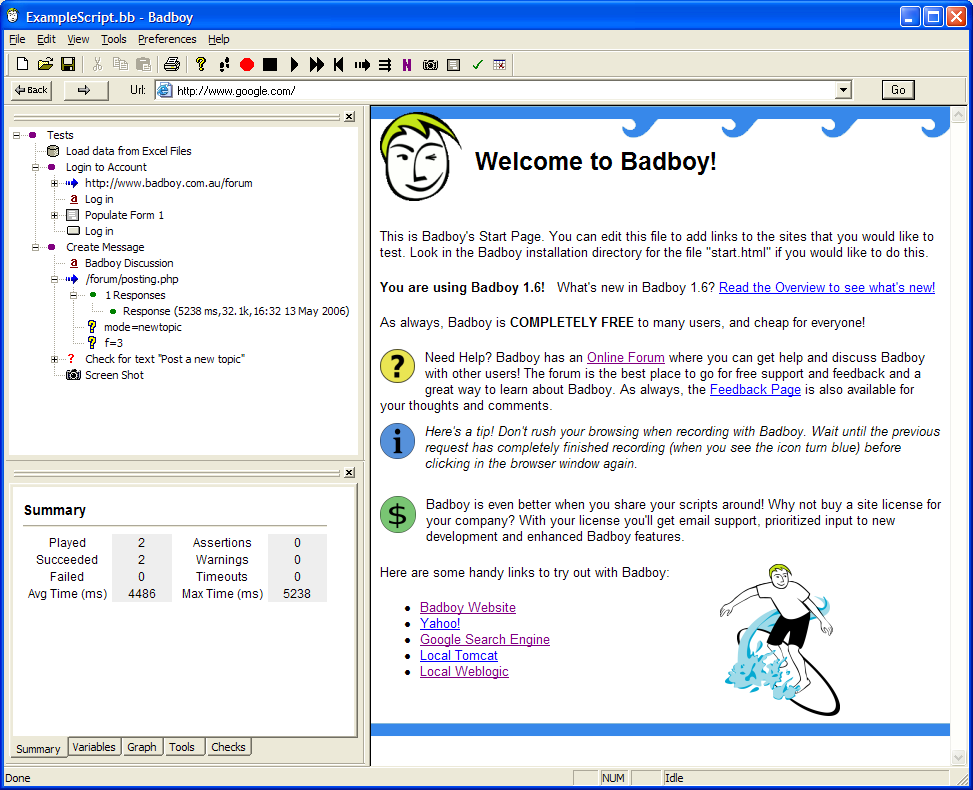 ExampleScript.bb - Badboy
File Edit View Tools Preferences Help
Back Url: http://www.google.com/ Go
Tests
Load data from Excel Files
Login to Account
http://www.badboy.com.au/forum
a Log in
Populate Form 1
Log in
Create Message
a Badboy Discussion
/forum/posting.php
1 Responses
Response (5238 ms,32.1k,16:32 13 May 2006)
? mode=newtopic
? f=3
? Check for text "Post a new topic"
Screen Shot
Summary
Played 2 Assertions 0
Succeeded 2 Warnings 0
Failed 0 Timeouts 0
Avg Time (ms) 4486 Max Time (ms) 5238
Summary Variables Graph Tools Checks
Welcome to Badboy!
This is Badboy's Start Page. You can edit this file to add links to the sites that you would like to
test. Look in the Badboy installation directory for the file "start.html" if you would like to do this.
You are using Badboy 1.6! What's new in Badboy 1.6? Read the Overview to see what's new!
As always, Badboy is COMPLETELY FREE to many users, and cheap for everyone!
? Need Help? Badboy has an Online Forum where you can get help and discuss Badboy
with other users! The forum is the best place to go for free support and feedback and a
great way to learn about Badboy. As always, the Feedback Page is also available for
your thoughts and comments.
i Here's a tip! Don't rush your browsing when recording with Badboy. Wait until the previous
request has completely finished recording (when you see the icon turn blue) before
clicking in the browser window again.
$ Badboy is even better when you share your scripts around! Why not buy a site license for
your company? With your license you'll get email support, prioritized input to new
development and enhanced Badboy features.
Here are some handy links to try out with Badboy:
Badboy Website
Yahoo!
Google Search Engine
Local Tomcat
Local Weblogic
Done NUM Idle